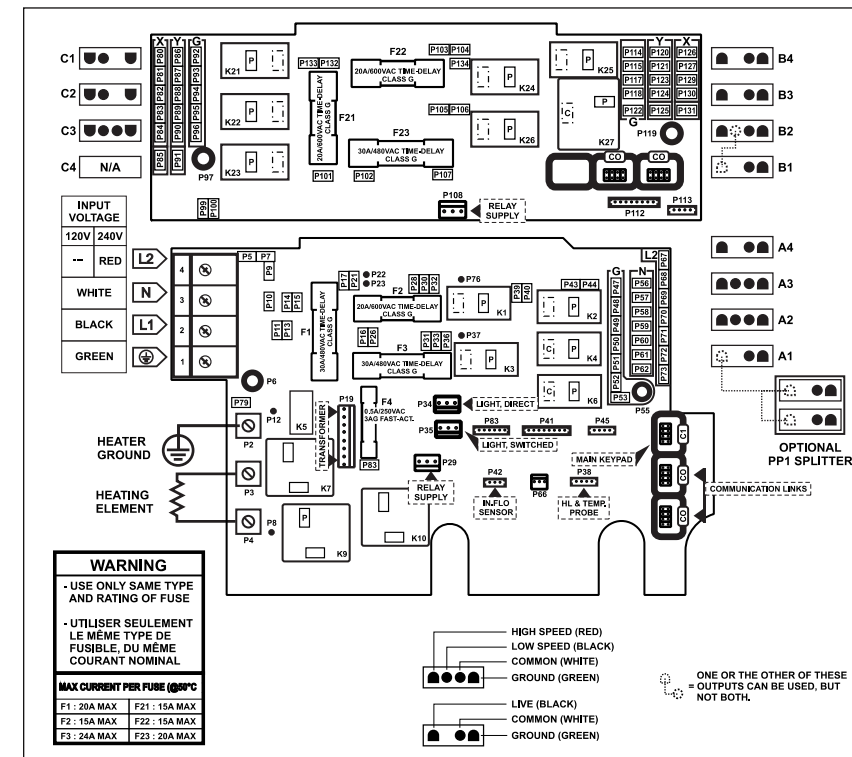 C1
C2
C3
C4 N/A
X Y G
P80
P81
P82
P83
P84
P85
P86
P87
P88
P89
P90
P91
P92
P93
P94
P95
P96
P97
P99
P100
K21
K22
K23
P133 P132
F22
20A/600VAC TIME-DELAY
CLASS G
F21
20A/600VAC TIME-DELAY
CLASS G
F23
30A/480VAC TIME-DELAY
CLASS G
P101
P102
P107
P103 P104
P134
P105 P106
K24
K25
K26
K27
P108
RELAY
SUPPLY
Y X
P114
P115
P117
P118
P122
G
P119
P120
P121
P123
P124
P125
P126
P127
P129
P130
P131
CO
CO
P112
P113
B4
B3
B2
B1
INPUT
VOLTAGE
120V 240V
--- RED
WHITE
BLACK
GREEN
L2
N
L1
4
3
2
1
P5 P7
P9
P10
P11
P13
P14
P15
P17
P21
P22
P23
F1
30A/480VAC TIME-DELAY
CLASS G
F2
20A/600VAC TIME-DELAY
CLASS G
F3
30A/480VAC TIME-DELAY
CLASS G
P28
P30
P32
P18
P26
P31
P33
P36
P76
P37
P39
P40
K1
K3
P43 P44
K2
K4
K6
G N L2
P47
P48
P49
P50
P51
P52
P53
P55
P56
P57
P58
P59
P60
P61
P62
P67
P68
P69
P70
P71
P72
P73
A4
A3
A2
A1
OPTIONAL
PP1 SPLITTER
P6
P79
P12
P2
P3
P4
P8
K5
K7
K9
K10
P19
TRANSFORMER
F4
0.5A/250VAC
3AG FAST-ACT.
P83
P34
LIGHT, DIRECT
P35
LIGHT, SWITCHED
P83
P41
P45
P29
RELAY
SUPPLY
P42
IN.FLO
SENSOR
P66
P38
HL & TEMP.
PROBE
MAIN KEYPAD
C1
CO
CO
COMMUNICATION LINKS
HEATER
GROUND
HEATING
ELEMENT
WARNING
- USE ONLY SAME TYPE
AND RATING OF FUSE
- UTILISER SEULEMENT
LE MÊME TYPE DE
FUSIBLE, DU MÊME
COURANT NOMINAL
MAX CURRENT PER FUSE (@50°C
F1 : 20A MAX F21 : 15A MAX
F2 : 15A MAX F22 : 15A MAX
F3 : 24A MAX F23 : 20A MAX
HIGH SPEED (RED)
LOW SPEED (BLACK)
COMMON (WHITE)
GROUND (GREEN)
LIVE (BLACK)
COMMON (WHITE)
GROUND (GREEN)
ONE OR THE OTHER OF THESE
= OUTPUTS CAN BE USED, BUT
NOT BOTH.